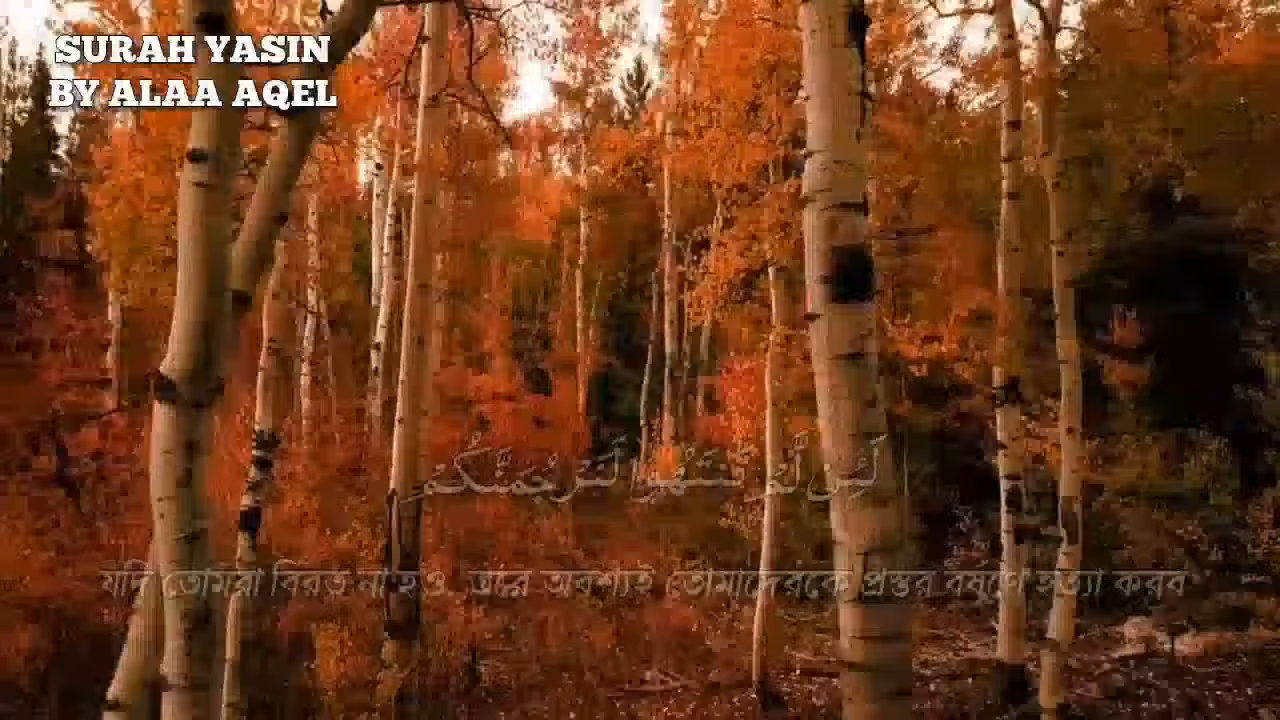 SURAH YASIN
BY ALAA AQEL
لَئِن لَّمْ تَنتَهُوا لَنَرْجُمَنَّكُمْ
যদি তোমরা বিরত না হও, তবে অবশ্যই তোমাদেরকে প্রস্তর বর্ষণে হত্যা করব